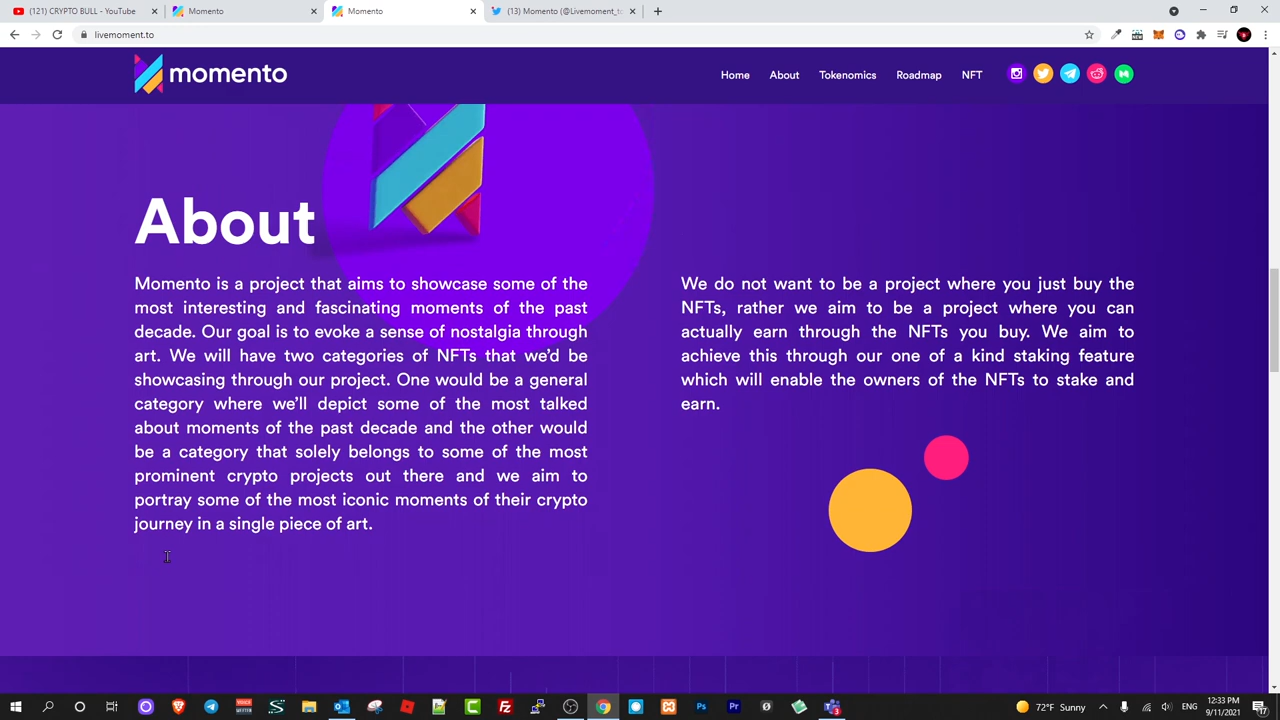 (121) CRYPTO BULL - YouTube
Momento
Momento
(13) Momento (@Livemoment_to
livemoment.to
momento
Home
About
Tokenomics
Roadmap
NFT
About
Momento is a project that aims to showcase some of the
most interesting and fascinating moments of the past
decade. Our goal is to evoke a sense of nostalgia through
art. We will have two categories of NFTs that we’d be
showcasing through our project. One would be a general
category where we’ll depict some of the most talked
about moments of the past decade and the other would
be a category that solely belongs to some of the most
prominent crypto projects out there and we aim to
portray some of the most iconic moments of their crypto
journey in a single piece of art.
We do not want to be a project where you just buy the
NFTs, rather we aim to be a project where you can
actually earn through the NFTs you buy. We aim to
achieve this through our one of a kind staking feature
which will enable the owners of the NFTs to stake and
earn.
72°F Sunny
12:33 PM
9/11/2021